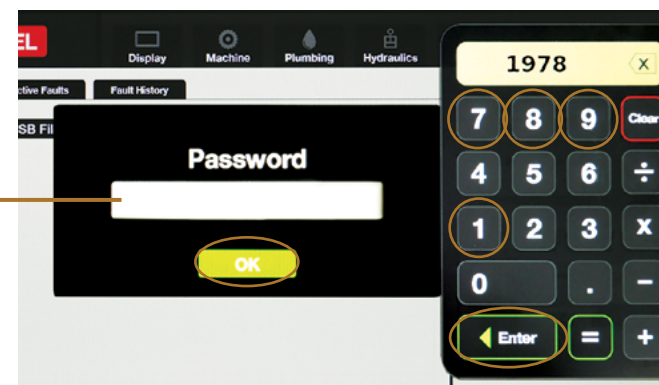 EL
Display Machine Plumbing Hydraulics
ctive Faults Fault History
SB Fil
Password
OK
1978 X
7 8 9 Clear
4 5 6 ÷
1 2 3 x
0 . −
Enter = +